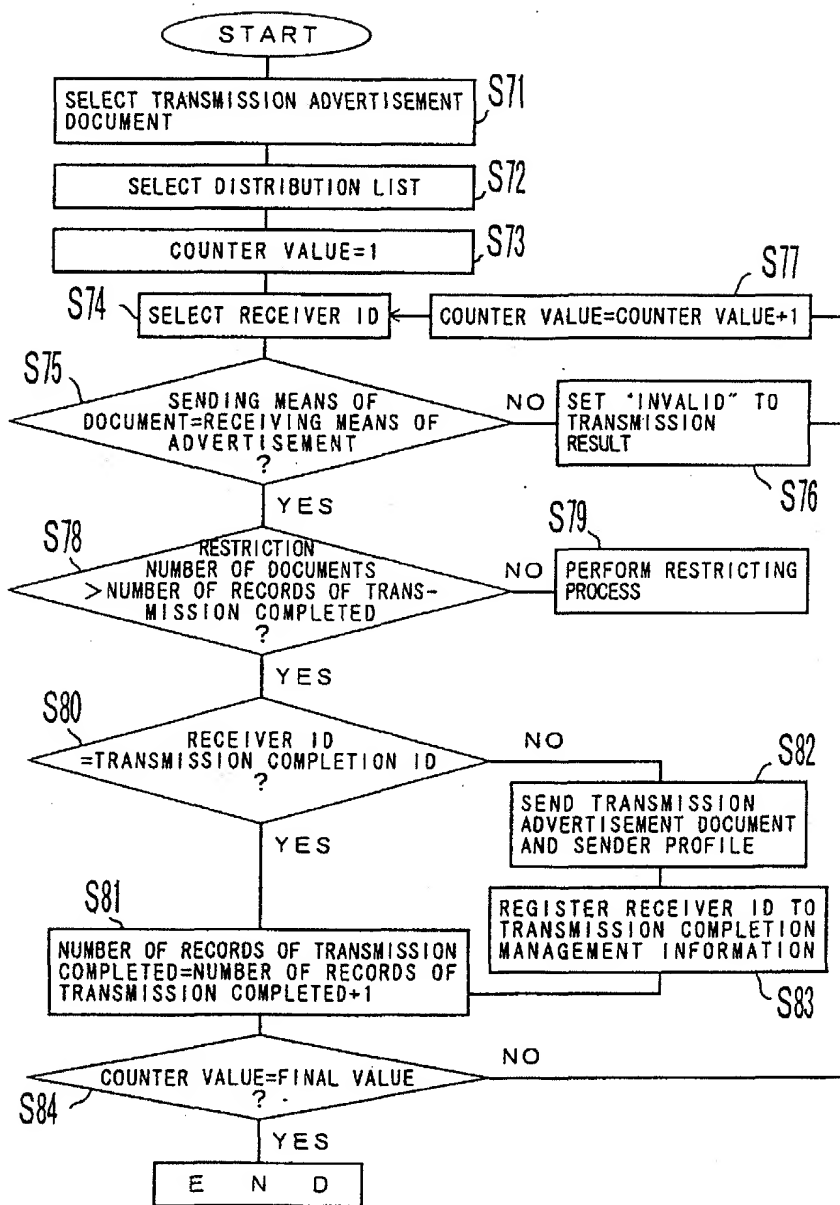 START
SELECT TRANSMISSION ADVERTISEMENT
DOCUMENT
S71
SELECT DISTRIBUTION LIST
S72
COUNTER VALUE=1
S73
S74
SELECT RECEIVER ID
COUNTER VALUE=COUNTER VALUE+1
S77
S75
SENDING MEANS OF
DOCUMENT=RECEIVING MEANS OF
ADVERTISEMENT
?
NO
SET "INVALID" TO
TRANSMISSION
RESULT
S76
YES
S78
RESTRICTION
NUMBER OF DOCUMENTS
>NUMBER OF RECORDS OF TRANS-
MISSION COMPLETED
?
NO
S79
PERFORM RESTRICTING
PROCESS
YES
S80
RECEIVER ID
=TRANSMISSION COMPLETION ID
?
NO
S82
SEND TRANSMISSION
ADVERTISEMENT DOCUMENT
AND SENDER PROFILE
YES
REGISTER RECEIVER ID TO
TRANSMISSION COMPLETION
MANAGEMENT INFORMATION
S83
S81
NUMBER OF RECORDS OF TRANSMISSION
COMPLETED=NUMBER OF RECORDS OF
TRANSMISSION COMPLETED+1
COUNTER VALUE=FINAL VALUE
?
NO
S84
YES
E N D